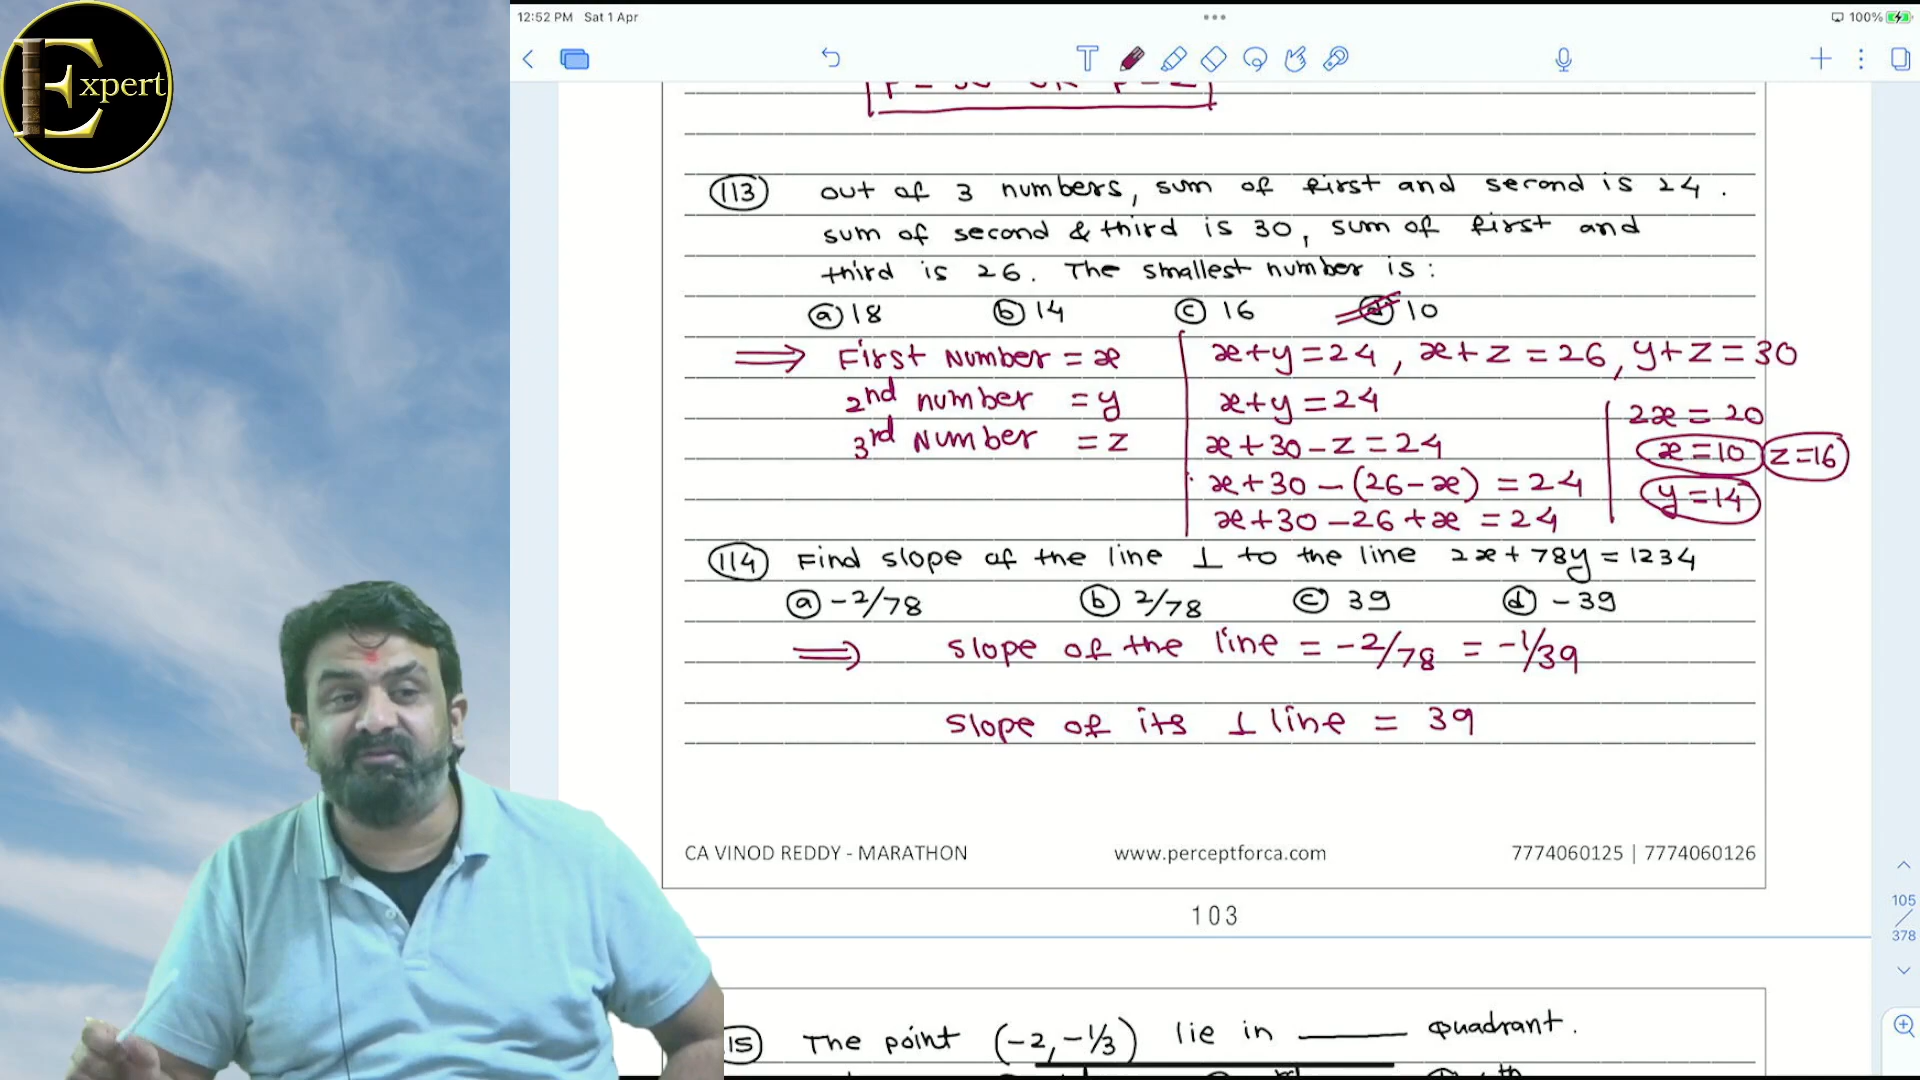 Expert
12:52 PM Sat 1 Apr
100%
T
(113) out of 3 numbers, sum of first and second is 24.
sum of second & third is 30, sum of first and
third is 26. The smallest number is:
(a) 18 (b) 14 (c) 16 (d) 10
⟹ First Number = x
2nd number = y
3rd Number = z
x+y=24, x+z=26, y+z=30
x+y=24
x+30-z=24
x+30-(26-x)=24
x+30-26+x=24
2x=20
x=10 z=16
y=14
(114) Find slope of the line ⊥ to the line 2x+78y=1234
(a) -2/78 (b) 2/78 (c) 39 (d) -39
⟹ Slope of the line = -2/78 = -1/39
Slope of its ⊥ line = 39
CA VINOD REDDY - MARATHON www.perceptforca.com 7774060125 | 7774060126
103
105
378
15) The point (-2, -1/3) lie in ______ quadrant.